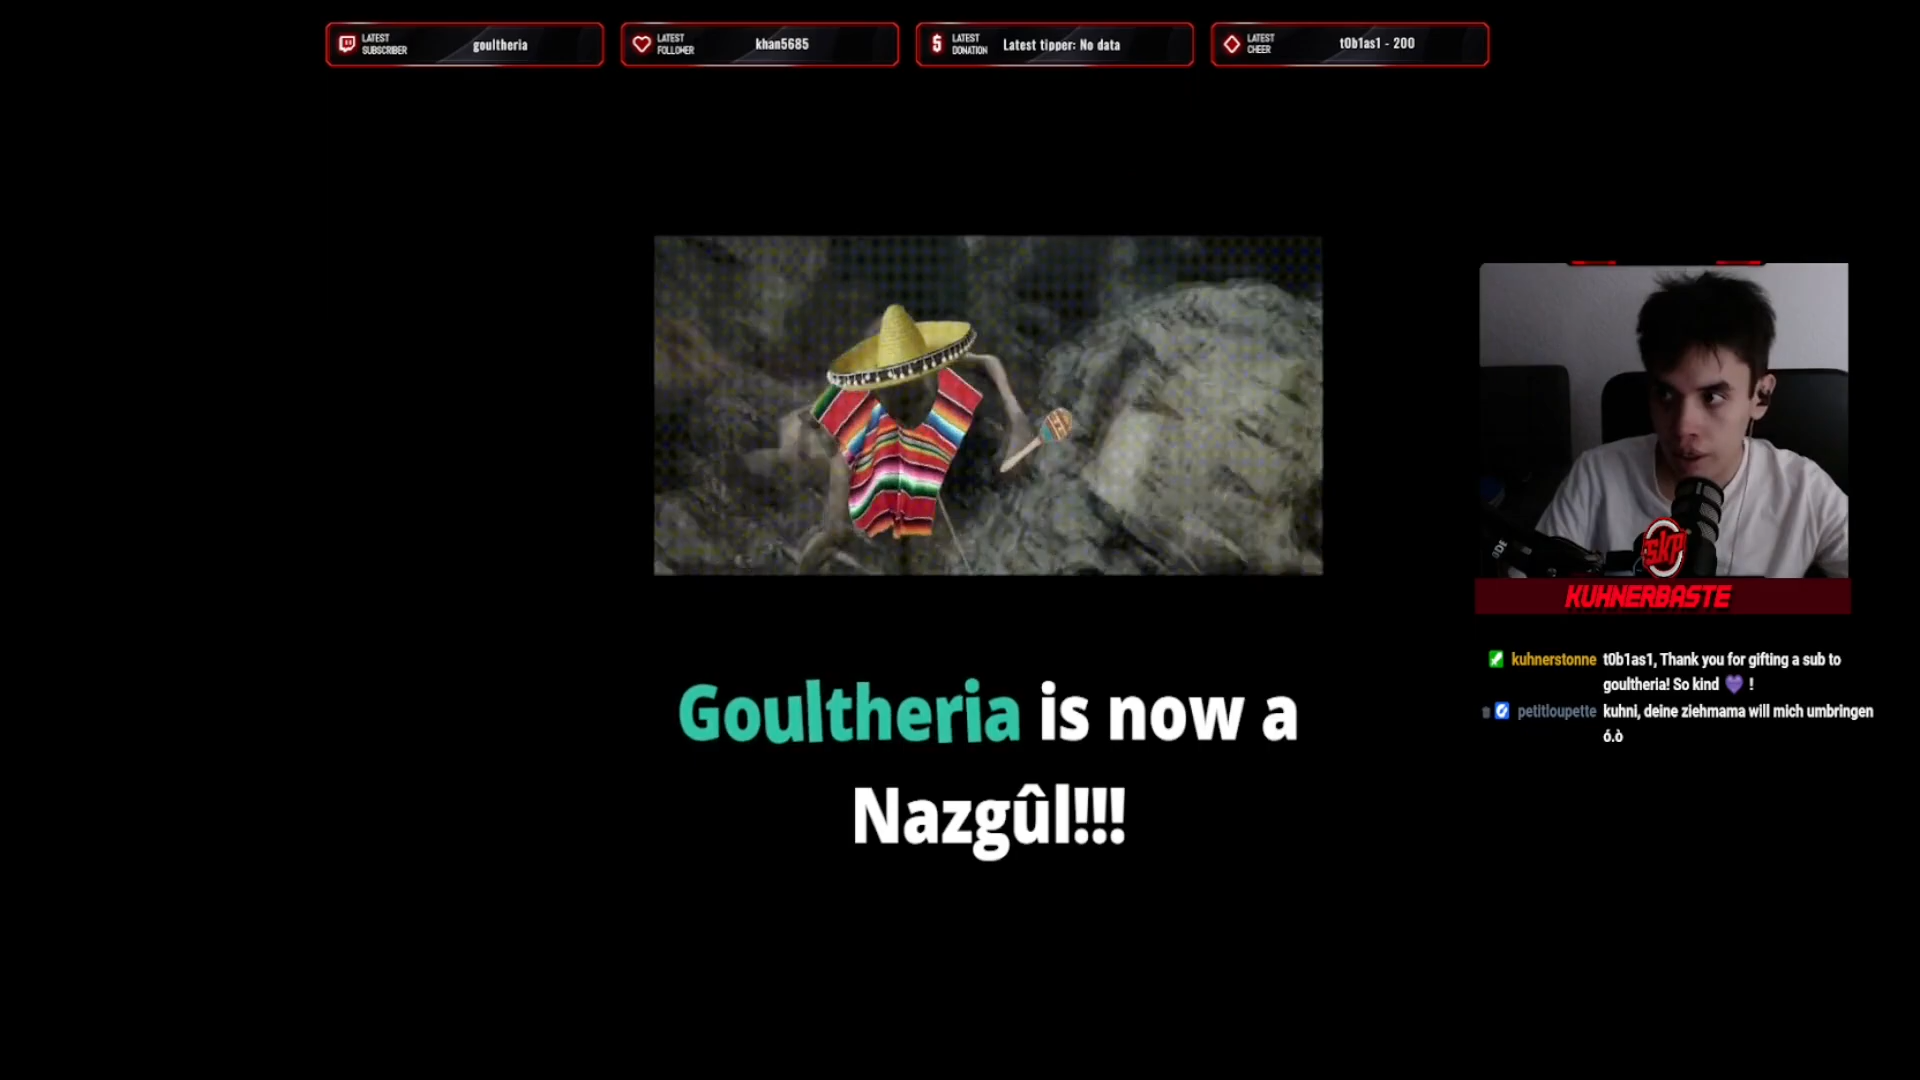 LATEST SUBSCRIBER goultheria
LATEST FOLLOWER khan5685
LATEST DONATION Latest tipper: No data
LATEST CHEER t0b1as1 - 200
skp
KUHNERBASTE
kuhnerstonne t0b1as1, Thank you for gifting a sub to
goultheria! So kind 💜 !
petitloupette kuhni, deine ziehmama will mich umbringen
ó.ò
Goultheria is now a
Nazgûl!!!